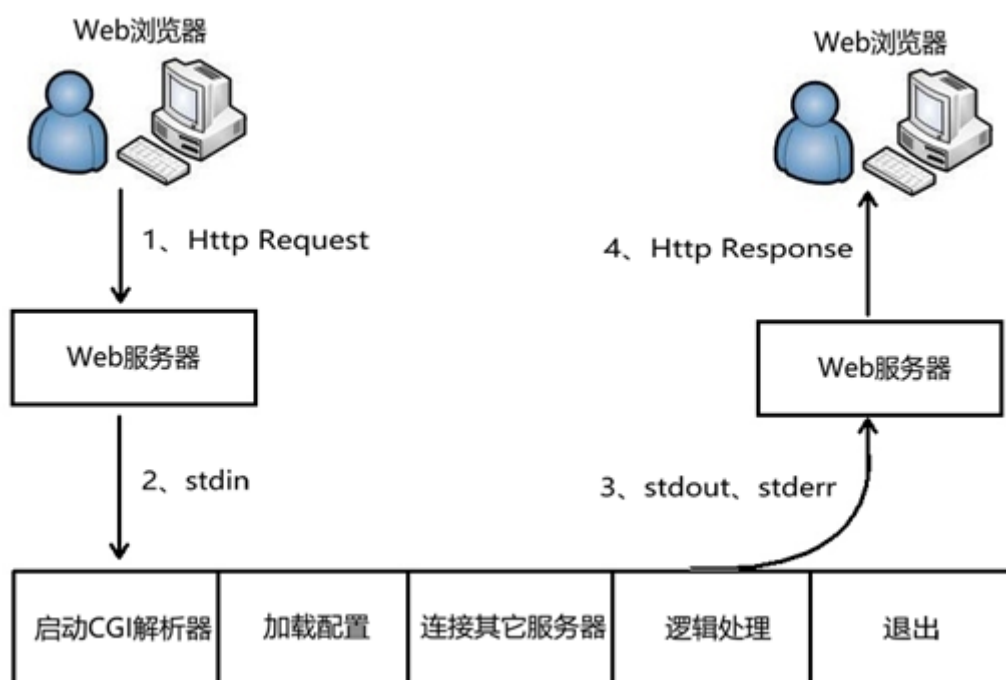 Web浏览器
Web浏览器
1、Http Request
4、Http Response
Web服务器
Web服务器
2、stdin
3、stdout、stderr
启动CGI解析器
加载配置
连接其它服务器
逻辑处理
退出